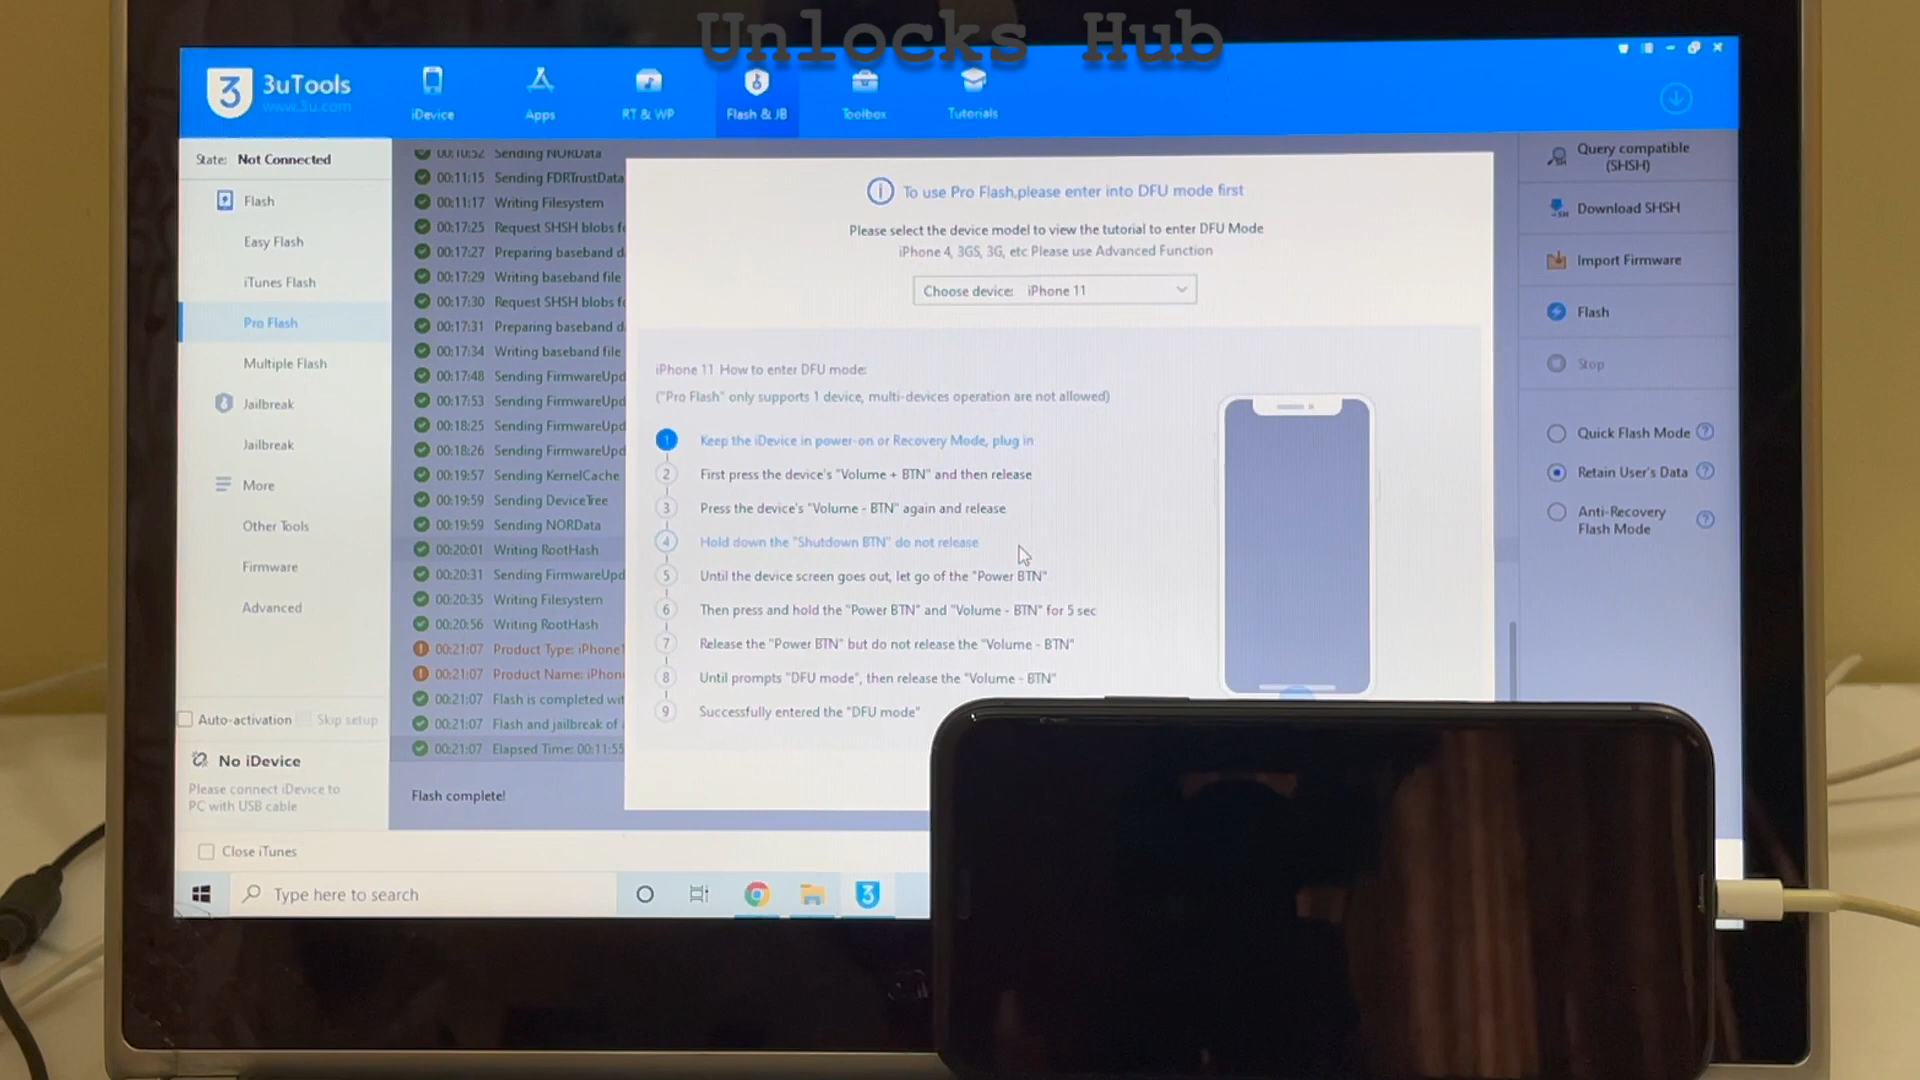 Unlocks Hub
3 3uTools
www.3u.com
iDevice
Apps
RT & WP
Flash & JB
Toolbox
Tutorials
State: Not Connected
Flash
Easy Flash
iTunes Flash
Pro Flash
Multiple Flash
Jailbreak
Jailbreak
More
Other Tools
Firmware
Advanced
Auto-activation Skip setup
No iDevice
Please connect iDevice to
PC with USB cable
Close iTunes
00:10:52 Sending NORData
00:11:15 Sending FDRTrustData
00:11:17 Writing Filesystem
00:17:25 Request SHSH blobs f
00:17:27 Preparing baseband d
00:17:29 Writing baseband file
00:17:30 Request SHSH blobs f
00:17:31 Preparing baseband d
00:17:34 Writing baseband file
00:17:48 Sending FirmwareUpd
00:17:53 Sending FirmwareUpd
00:18:25 Sending FirmwareUpd
00:18:26 Sending FirmwareUpd
00:19:57 Sending KernelCache
00:19:59 Sending DeviceTree
00:19:59 Sending NORData
00:20:01 Writing RootHash
00:20:31 Sending FirmwareUpd
00:20:35 Writing Filesystem
00:20:56 Writing RootHash
00:21:07 Product Type: iPhone
00:21:07 Product Name: iPhon
00:21:07 Flash is completed wit
00:21:07 Flash and jailbreak of
00:21:07 Elapsed Time: 00:11:55
Flash complete!
To use Pro Flash,please enter into DFU mode first
Please select the device model to view the tutorial to enter DFU Mode
iPhone 4, 3GS, 3G, etc Please use Advanced Function
Choose device: iPhone 11
iPhone 11 How to enter DFU mode:
("Pro Flash" only supports 1 device, multi-devices operation are not allowed)
1 Keep the iDevice in power-on or Recovery Mode, plug in
2 First press the device's "Volume + BTN" and then release
3 Press the device's "Volume - BTN" again and release
4 Hold down the "Shutdown BTN" do not release
5 Until the device screen goes out, let go of the "Power BTN"
6 Then press and hold the "Power BTN" and "Volume - BTN" for 5 sec
7 Release the "Power BTN" but do not release the "Volume - BTN"
8 Until prompts "DFU mode", then release the "Volume - BTN"
9 Successfully entered the "DFU mode"
Query compatible
(SHSH)
Download SHSH
Import Firmware
Flash
Stop
Quick Flash Mode
Retain User's Data
Anti-Recovery
Flash Mode
Type here to search